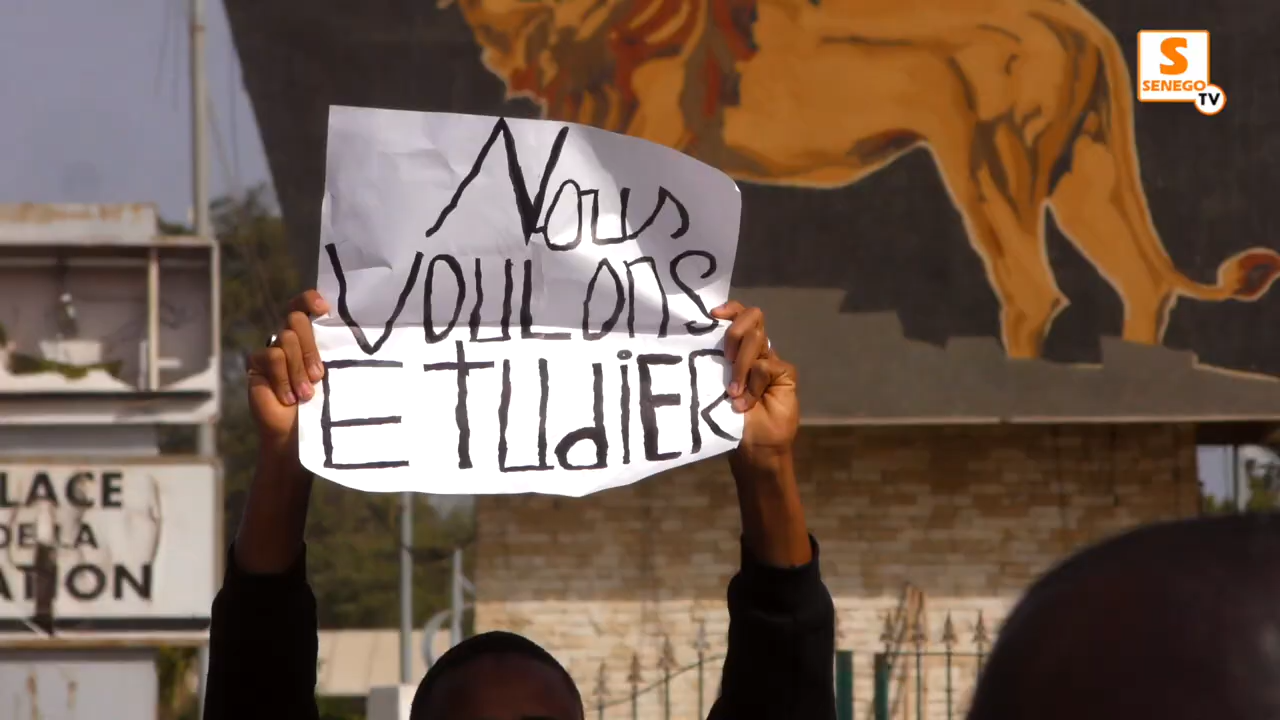 S
SENEGO
TV
Nous
VOULONS
ETUdiER
LACE
DE LA
ATION